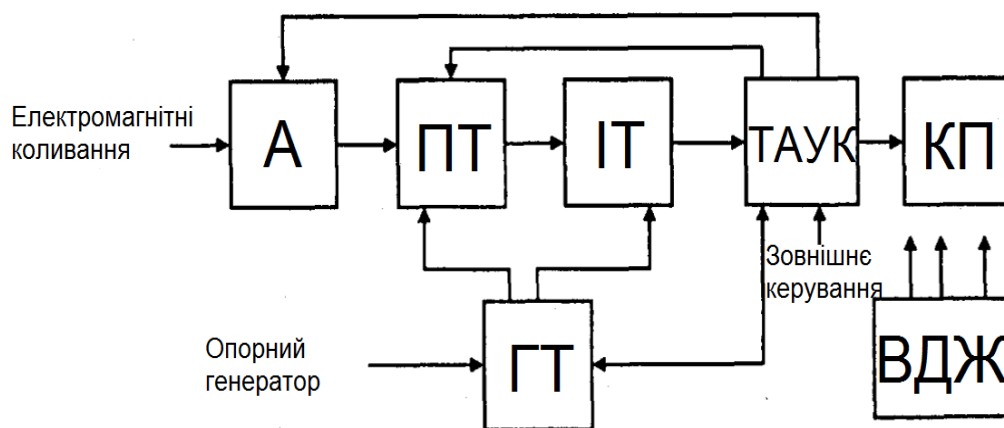 Електромагнітні
коливання
А
ПТ
ІТ
ТАУК
КП
Зовнішнє
керування
Опорний
генератор
ГТ
ВДЖ